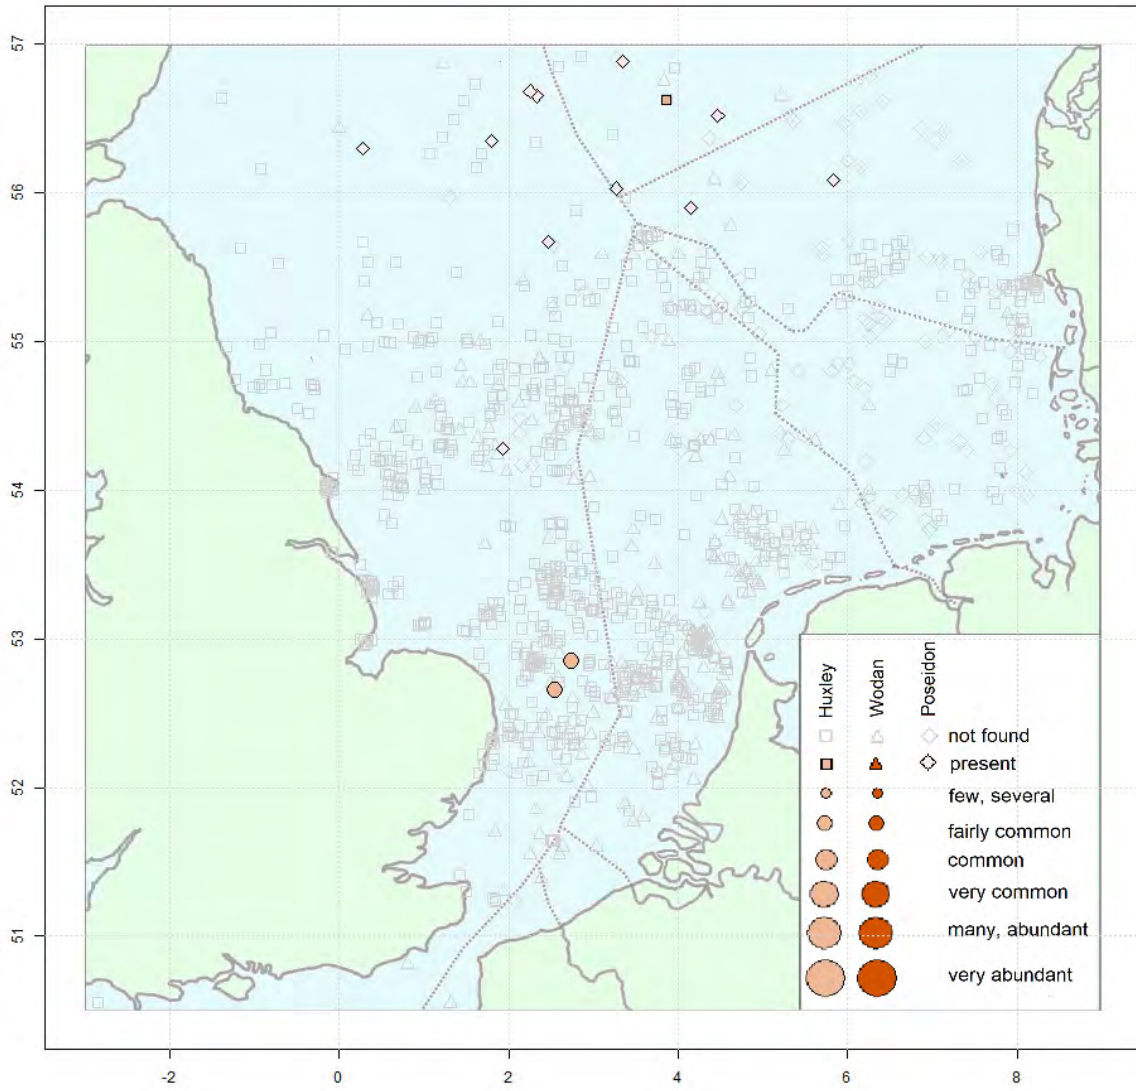 57
56
55
54
53
52
51
Huxley Wodan Poseidon
not found
present
few, several
fairly common
common
very common
many, abundant
very abundant
-2 0 2 4 6 8